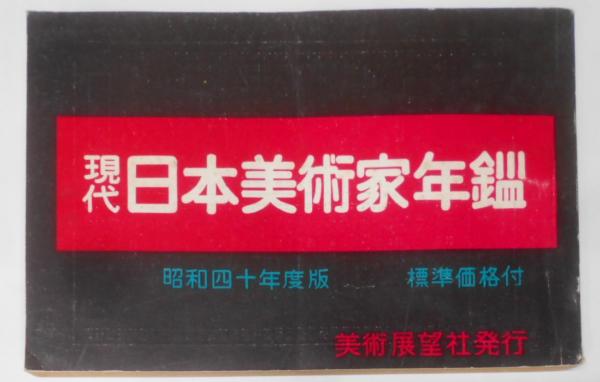 現代日本美術家年鑑
昭和四十年度版 標準価格付
美術展望社発行